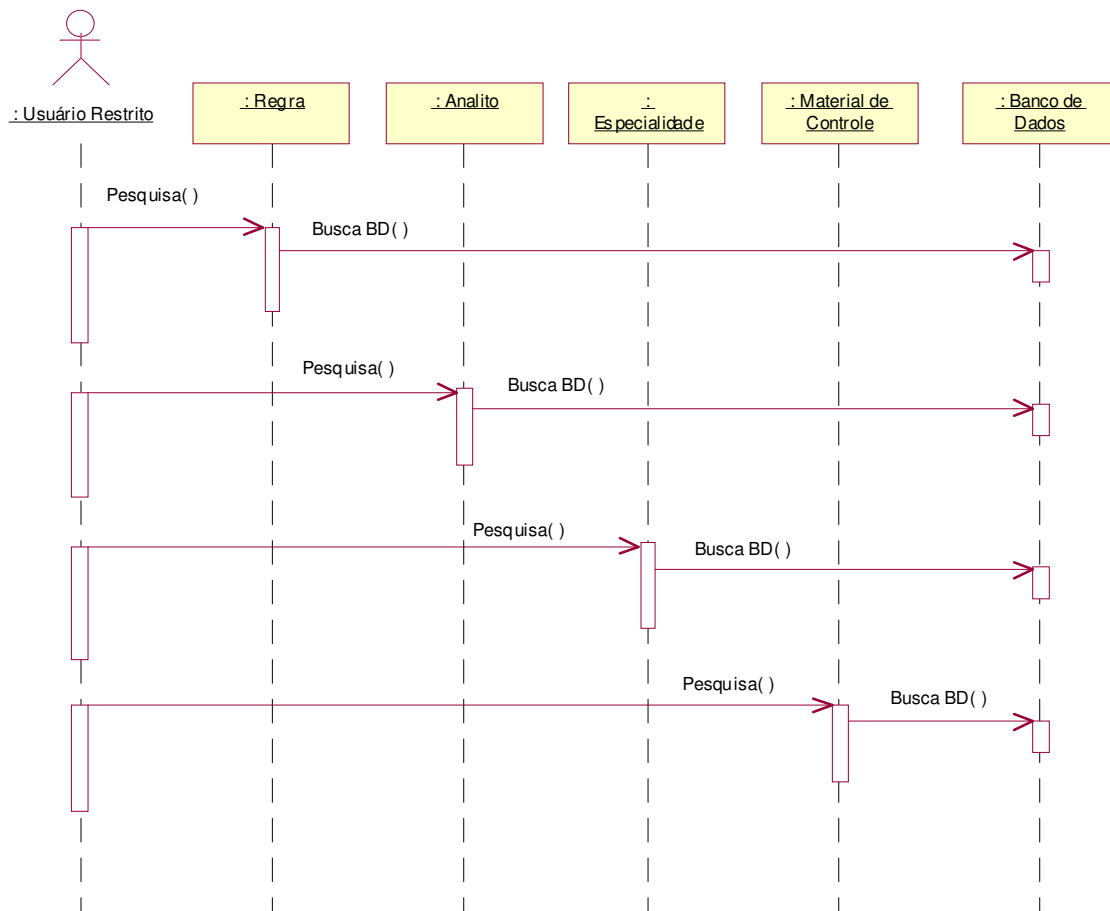 : Usuário Restrito
: Regra
: Analito
:
Especialidade
: Material de
Controle
: Banco de
Dados
Pesquisa( )
Busca BD( )
Pesquisa( )
Busca BD( )
Pesquisa( )
Busca BD( )
Pesquisa( )
Busca BD( )